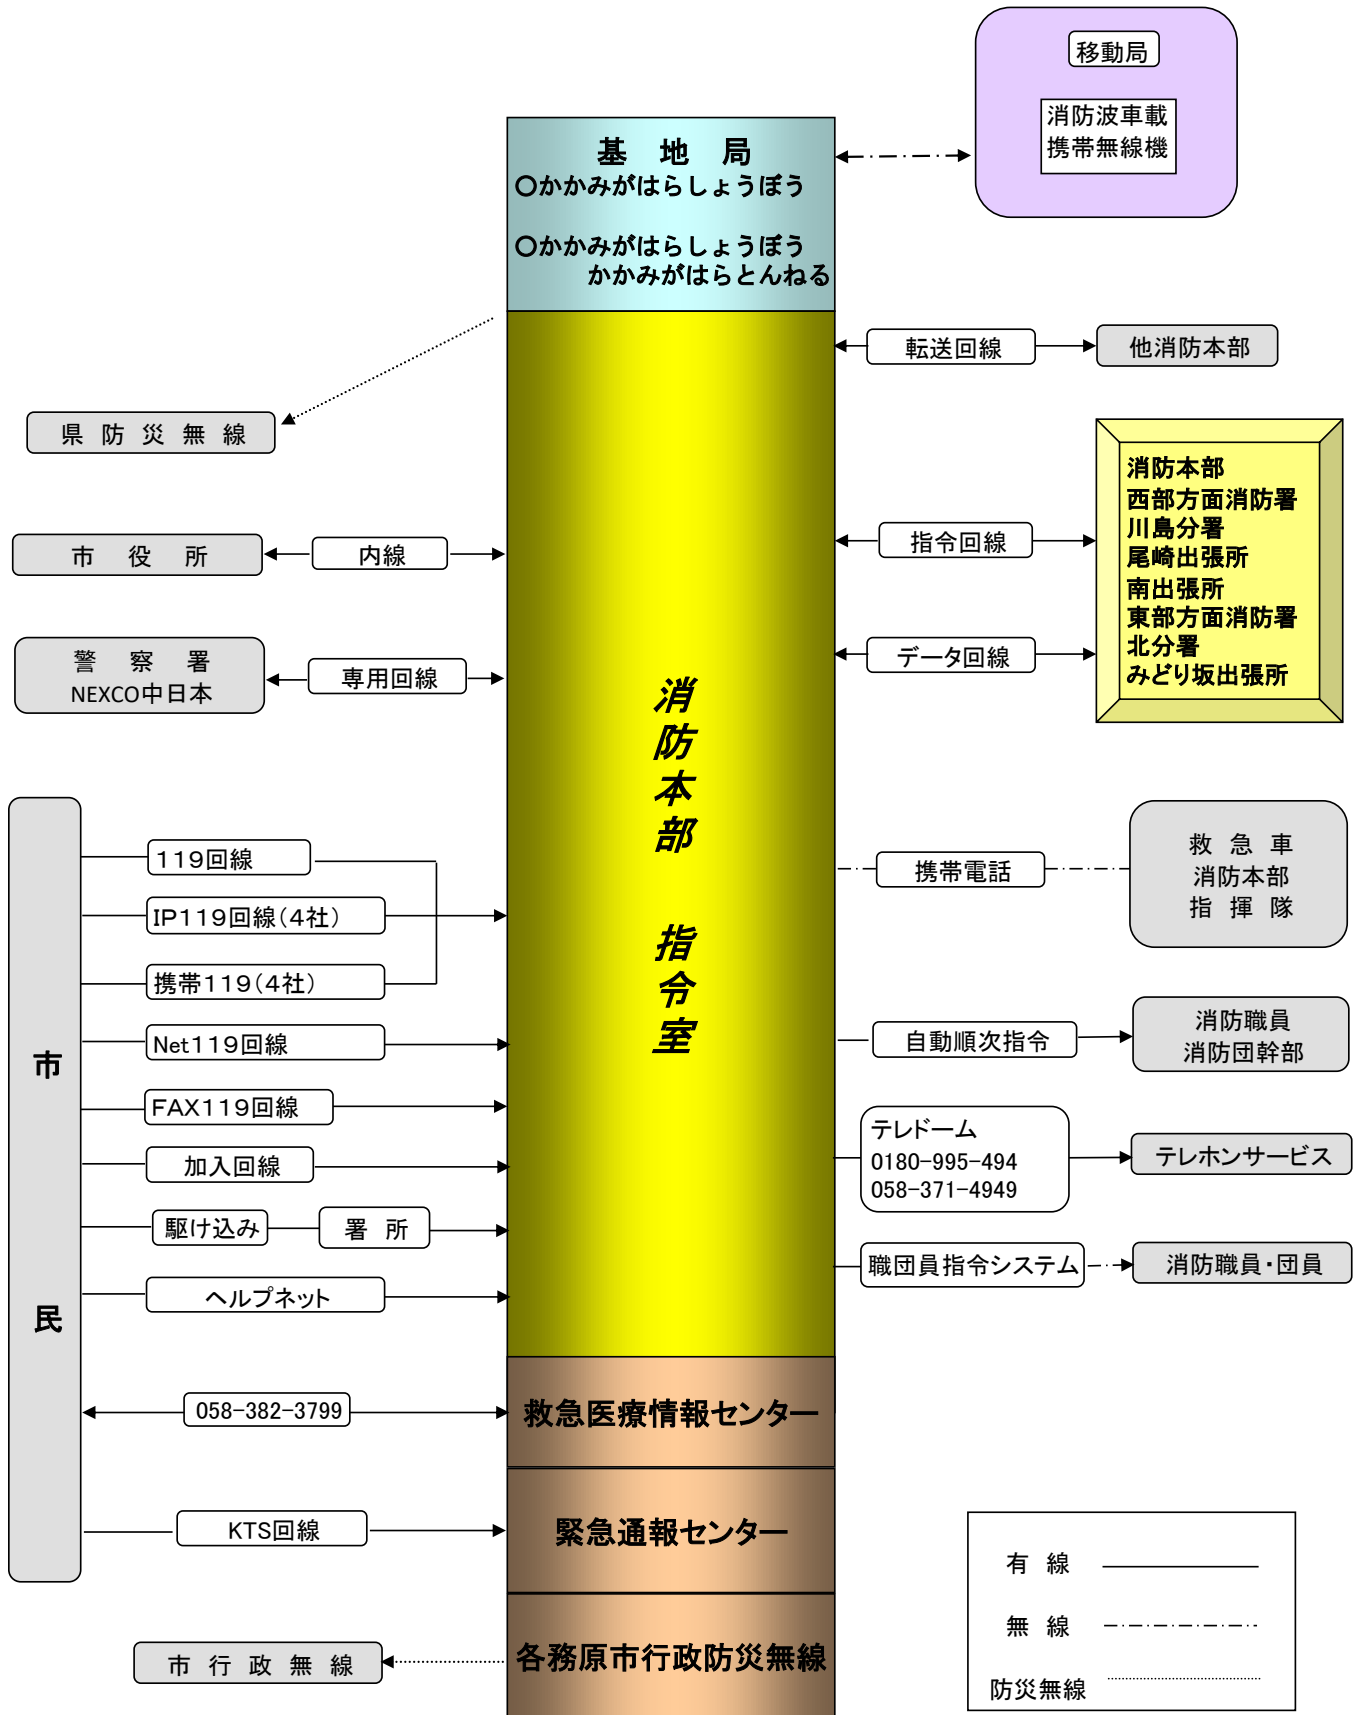 移動局
消防波車載
携帯無線機
基　地　局
〇かかみがはらしょうぼう
〇かかみがはらしょうぼう
かかみがはらとんねる
転送回線
他消防本部
県 防 災 無 線
消防本部
西部方面消防署
川島分署
尾崎出張所
南出張所
東部方面消防署
北分署
みどり坂出張所
指令回線
データ回線
市　役　所
内線
警　察　署
NEXCO中日本
専用回線
消防本部　指令室
市　民
119回線
IP119回線(4社)
携帯119(4社)
Net119回線
FAX119回線
加入回線
駆け込み
署 所
ヘルプネット
058-382-3799
KTS回線
携帯電話
救 急 車
消防本部
指 揮 隊
自動順次指令
消防職員
消防団幹部
テレドーム
0180-995-494
058-371-4949
テレホンサービス
職団員指令システム
消防職員・団員
救急医療情報センター
緊急通報センター
各務原市行政防災無線
市 行 政 無 線
有 線
無 線
防災無線